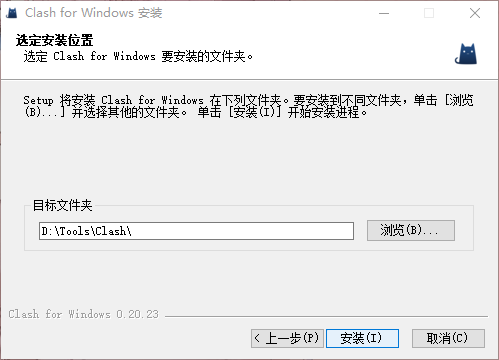 Clash for Windows 安装
选定安装位置
选定 Clash for Windows 要安装的文件夹。
Setup 将安装 Clash for Windows 在下列文件夹。要安装到不同文件夹，单击 [浏览
(B)...] 并选择其他的文件夹。 单击 [安装(I)] 开始安装进程。
目标文件夹
D:\Tools\Clash\
浏览(B)...
Clash for Windows 0.20.23
< 上一步(P)
安装(I)
取消(C)